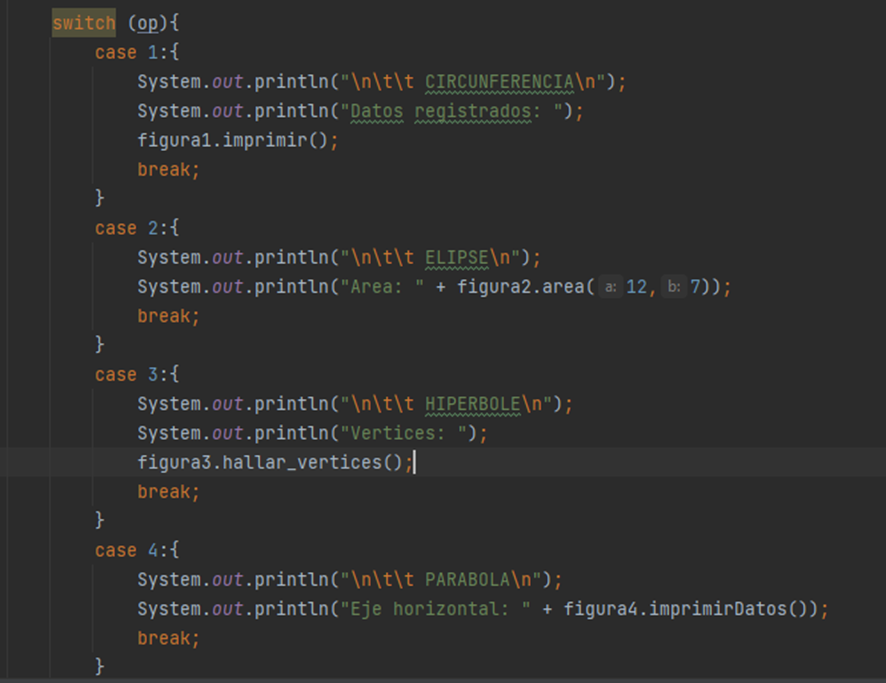 switch (op){
case 1:{
System.out.println("\n\t\t CIRCUNFERENCIA\n");
System.out.println("Datos registrados: ");
figura1.imprimir();
break;
}
case 2:{
System.out.println("\n\t\t ELIPSE\n");
System.out.println("Area: " + figura2.area( a: 12, b: 7));
break;
}
case 3:{
System.out.println("\n\t\t HIPERBOLE\n");
System.out.println("Vertices: ");
figura3.hallar_vertices();
break;
}
case 4:{
System.out.println("\n\t\t PARABOLA\n");
System.out.println("Eje horizontal: " + figura4.imprimirDatos());
break;
}